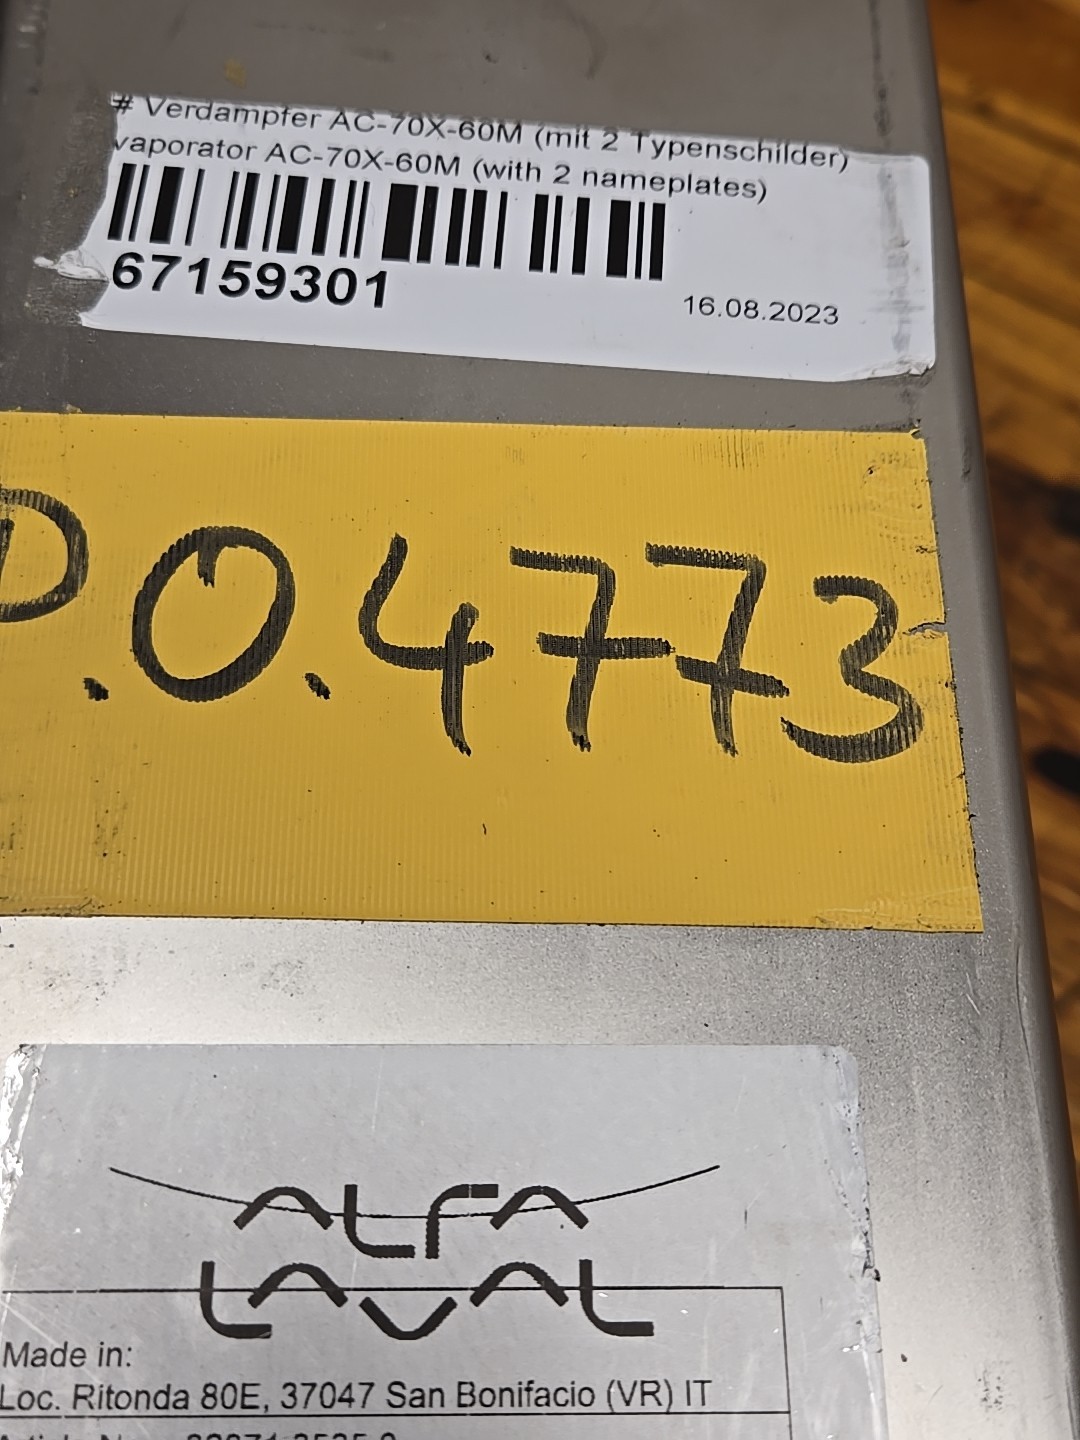 # Verdampfer AC-70X-60M (mit 2 Typenschilder)
vaporator AC-70X-60M (with 2 nameplates)
67159301
16.08.2023
P.O.4773
ALFA
LAVAL
Made in:
Loc. Ritonda 80E, 37047 San Bonifacio (VR) IT